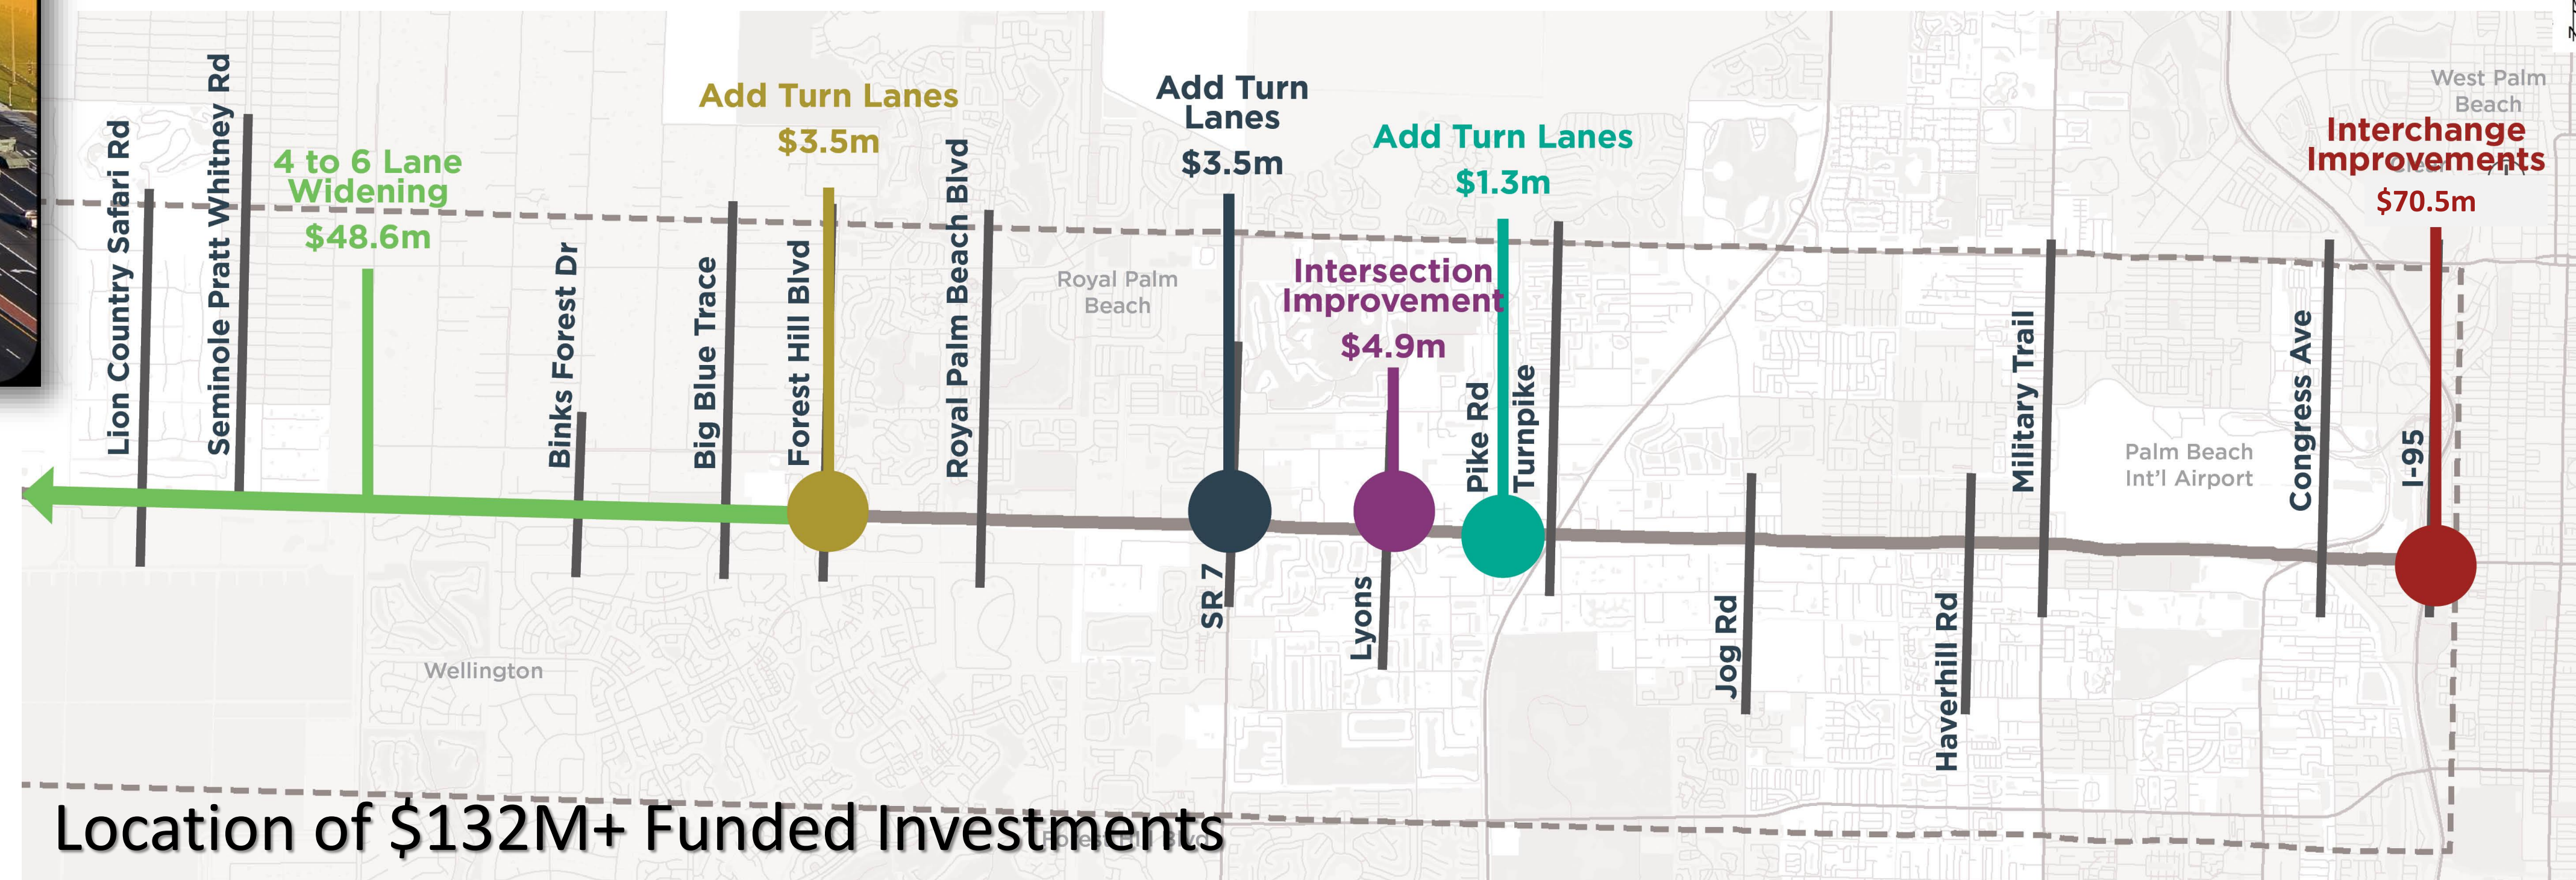 Lion Country Safari Rd
Seminole Pratt Whitney Rd
4 to 6 Lane
Widening
$48.6m
Binks Forest Dr
Big Blue Trace
Add Turn Lanes
$3.5m
Forest Hill Blvd
Royal Palm Beach Blvd
Royal Palm
Beach
Add Turn
Lanes
$3.5m
SR 7
Intersection
Improvement
$4.9m
Lyons
Add Turn Lanes
$1.3m
Pike Rd
Turnpike
Jog Rd
Haverhill Rd
Military Trail
Palm Beach
Int'l Airport
Congress Ave
West Palm
Beach
Interchange
Improvements
$70.5m
I-95
Wellington
Forest Hill Blvd
Location of $132M+ Funded Investments